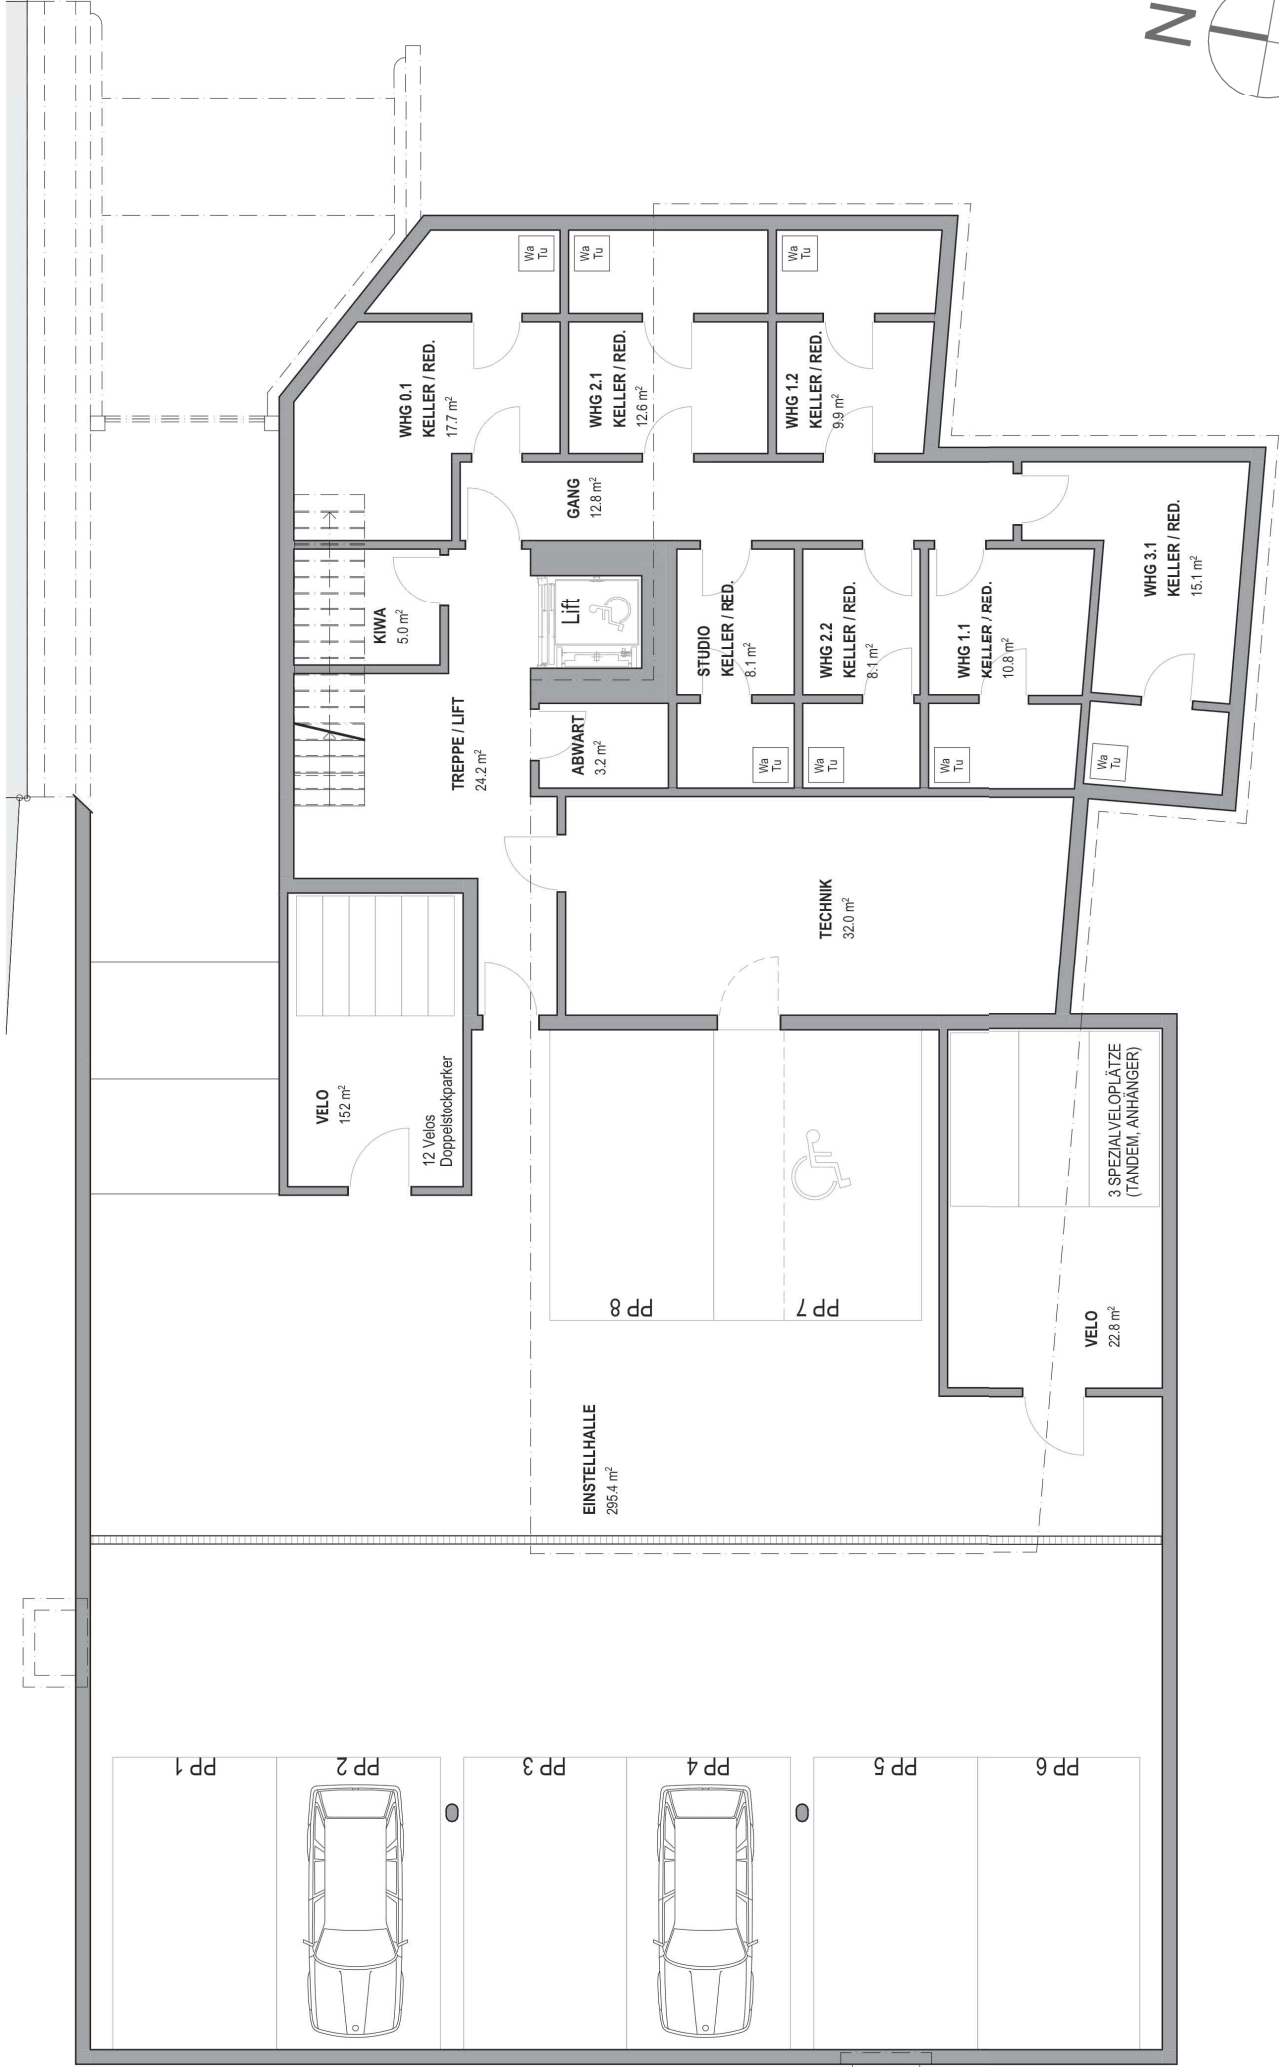 N
WHG 0.1
KELLER / RED.
17.7 m²
Wa
Tu
WHG 2.1
KELLER / RED.
12.6 m²
Wa
Tu
WHG 1.2
KELLER / RED.
9.9 m²
Wa
Tu
GANG
12.8 m²
KIWA
5.0 m²
Lift
STUDIO
KELLER / RED.
8.1 m²
Wa
Tu
WHG 2.2
KELLER / RED.
8.1 m²
Wa
Tu
WHG 1.1
KELLER / RED.
10.8 m²
Wa
Tu
WHG 3.1
KELLER / RED.
15.1 m²
Wa
Tu
TREPPE / LIFT
24.2 m²
ABWART
3.2 m²
TECHNIK
32.0 m²
VELO
152 m²
12 Velos
Doppelstockparker
3 SPEZIALVELOPLÄTZE
(TANDEM, ANHÄNGER)
VELO
22.8 m²
PP 8
PP 7
EINSTELLHALLE
295.4 m²
PP 1
PP 2
PP 3
PP 4
PP 5
PP 6